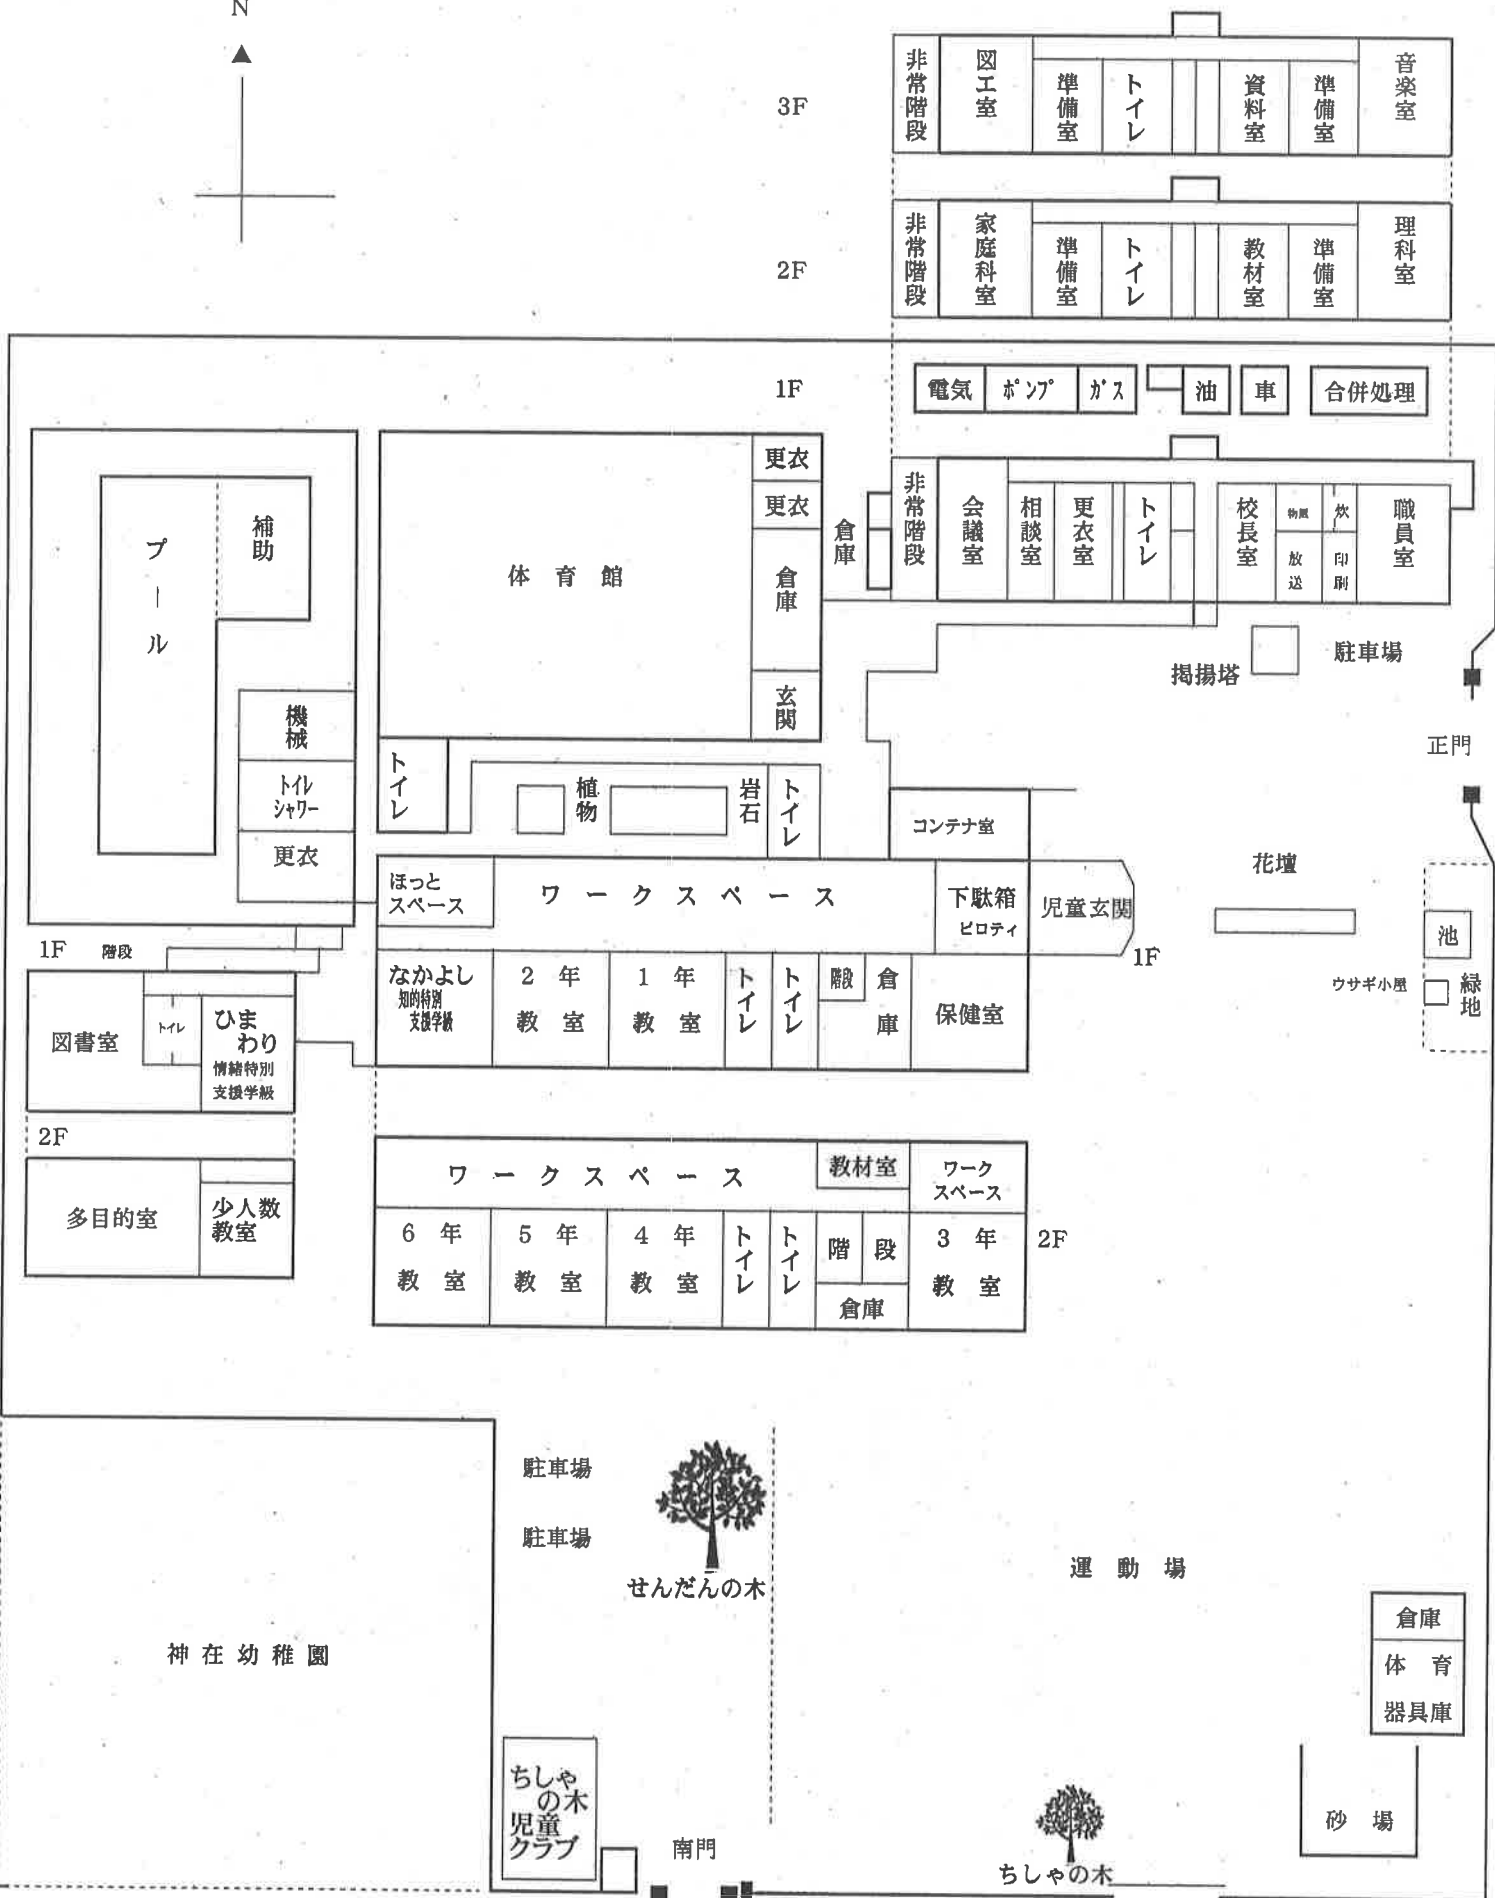 N
3F
非常階段
図工室
準備室
トイレ
資料室
準備室
音楽室
2F
非常階段
家庭科室
準備室
トイレ
教材室
準備室
理科室
1F
電気
ポンプ
ガス
油
車
合併処理
プール
補助
機械
トイレ
シャワー
更衣
体育館
更衣
更衣
倉庫
玄関
トイレ
倉庫
非常階段
会議室
相談室
更衣室
トイレ
校長室
放送
炊
印刷
職員室
掲揚塔
駐車場
正門
植物
岩石
トイレ
コンテナ室
花壇
ほっと
スペース
ワークスペース
下駄箱
ピロティ
児童玄関
1F
池
ウサギ小屋
緑地
なかよし
知的特別
支援学級
2年
教室
1年
教室
トイレ
トイレ
階段
倉庫
保健室
1F
階段
図書室
トイレ
ひま
わり
情緒特別
支援学級
2F
多目的室
少人数
教室
ワークスペース
教材室
ワーク
スペース
6年
教室
5年
教室
4年
教室
トイレ
トイレ
階段
倉庫
3年
教室
2F
駐車場
駐車場
せんだんの木
運動場
神在幼稚園
倉庫
体育
器具庫
ちしゃ
の木
児童
クラブ
南門
ちしゃの木
砂場